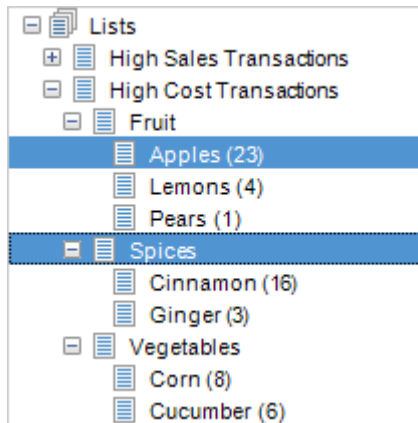 Lists
High Sales Transactions
High Cost Transactions
Fruit
Apples (23)
Lemons (4)
Pears (1)
Spices
Cinnamon (16)
Ginger (3)
Vegetables
Corn (8)
Cucumber (6)